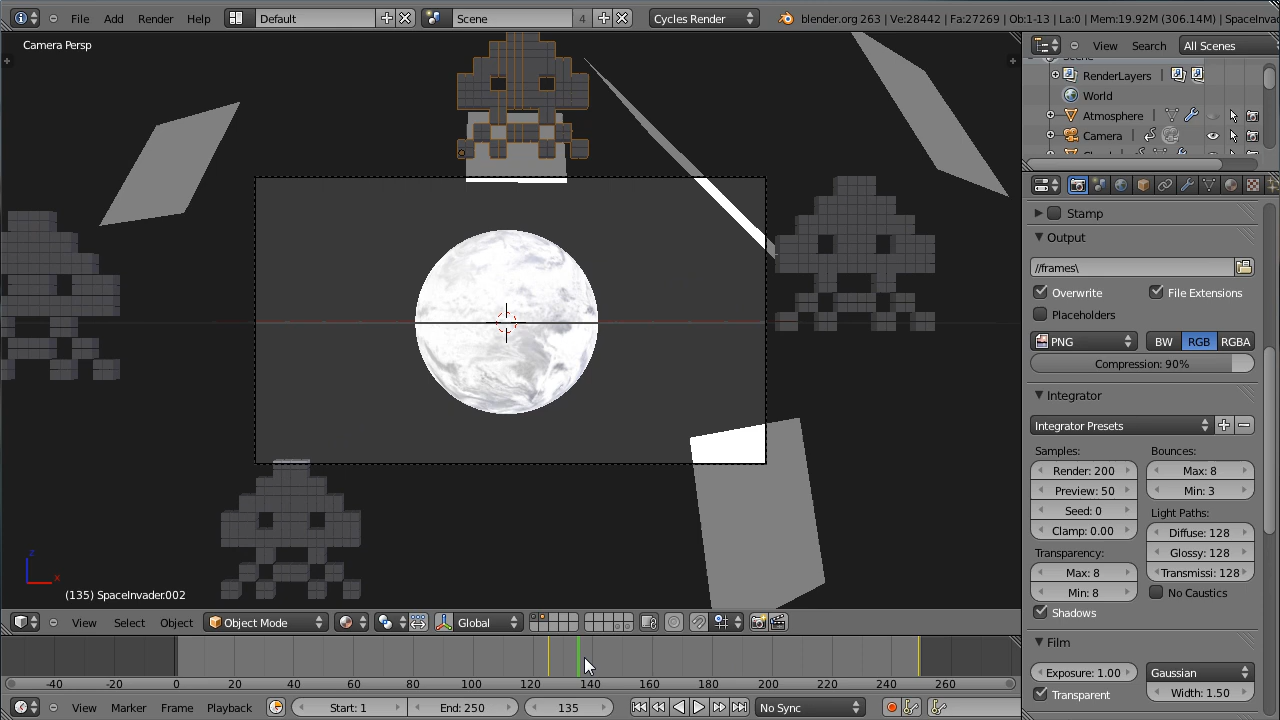 File Add Render Help Default Scene 4 Cycles Render blender.org 263 | Ve:28442 | Fa:27269 | Ob:1-13 | La:0 | Mem:19.92M (306.14M) | SpaceInvad
Camera Persp
View Search All Scenes
Scene
RenderLayers
World
Atmosphere
Camera
Stamp
Output
//frames\
Overwrite File Extensions
Placeholders
PNG BW RGB RGBA
Compression: 90%
Integrator
Integrator Presets
Samples: Bounces:
Render: 200 Max: 8
Preview: 50 Min: 3
Seed: 0 Light Paths:
Clamp: 0.00 Diffuse: 128
Transparency: Glossy: 128
Max: 8 Transmissi: 128
Min: 8 No Caustics
Shadows
Film
Exposure: 1.00 Gaussian
Transparent Width: 1.50
z
x
(135) SpaceInvader.002
View Select Object Object Mode Global
-40 -20 0 20 40 60 80 100 120 140 160 180 200 220 240 260 280
View Marker Frame Playback Start: 1 End: 250 135 No Sync